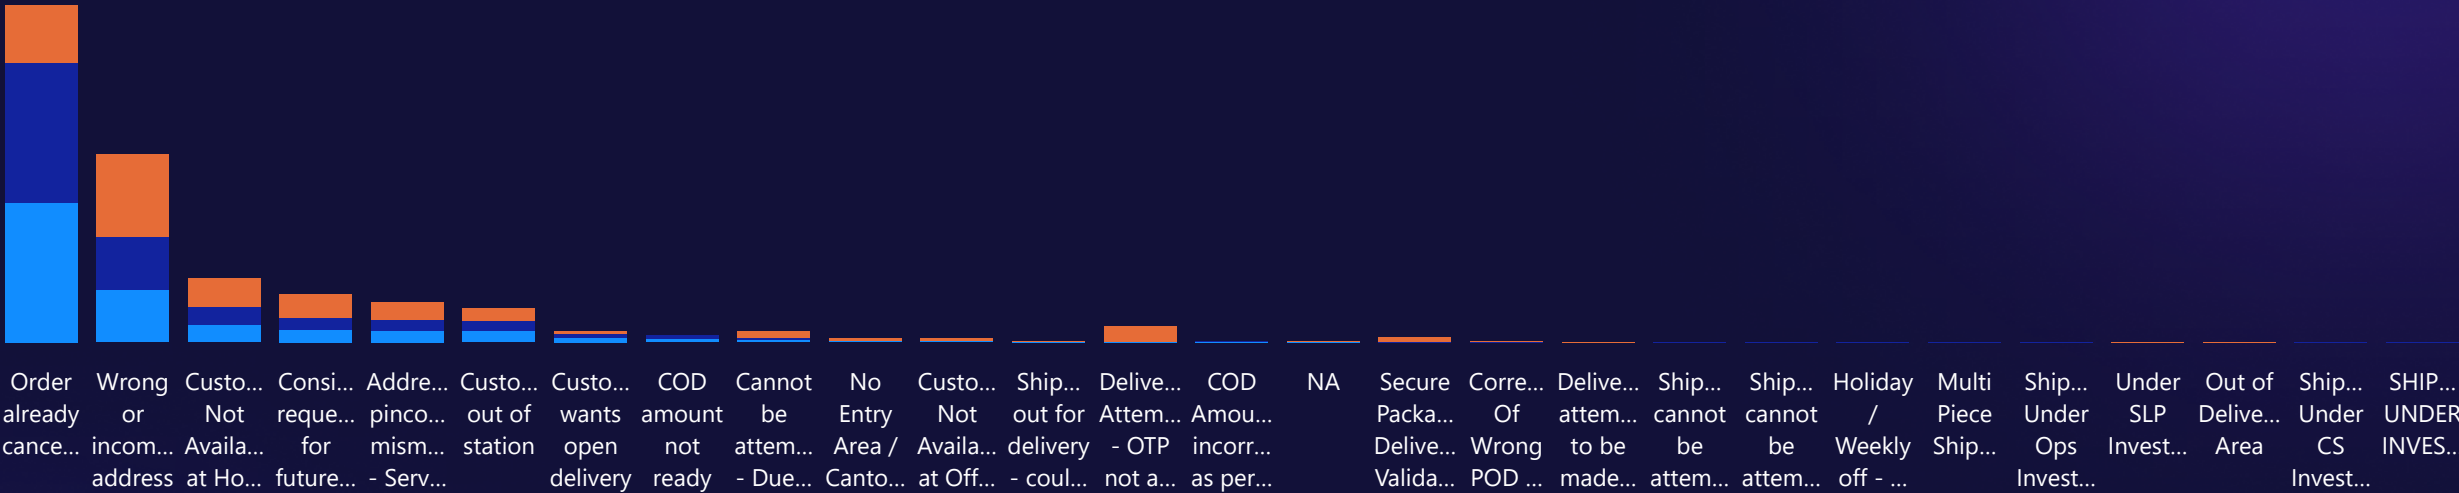 Order
already
cance...
Wrong
or
incom...
address
Custo...
Not
Availa...
at Ho...
Consi...
reque...
for
future...
Addre...
pinco...
mism...
- Serv...
Custo...
out of
station
Custo...
wants
open
delivery
COD
amount
not
ready
Cannot
be
attem...
- Due...
No
Entry
Area /
Canto...
Custo...
Not
Availa...
at Off...
Ship...
out for
delivery
- coul...
Delive...
Attem...
- OTP
not a...
COD
Amou...
incorr...
as per...
NA
Secure
Packa...
Delive...
Valida...
Corre...
Of
Wrong
POD ...
Delive...
attem...
to be
made...
Ship...
cannot
be
attem...
Ship...
cannot
be
attem...
Holiday
/
Weekly
off - ...
Multi
Piece
Ship...
Ship...
Under
Ops
Invest...
Under
SLP
Invest...
Out of
Delive...
Area
Ship...
Under
CS
Invest...
SHIP...
UNDER
INVES...